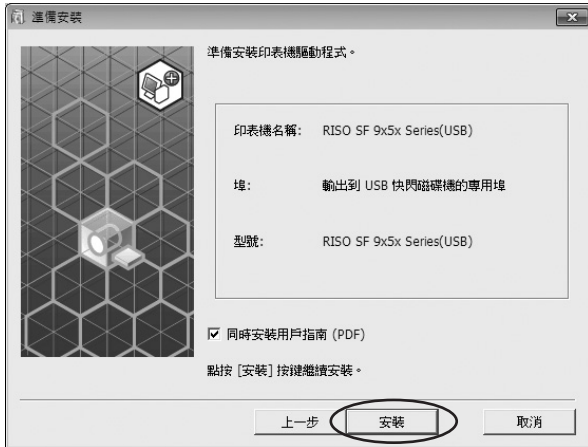 準備安裝
準備安裝印表機驅動程式。
印表機名稱: RISO SF 9x5x Series(USB)
埠: 輸出到 USB 快閃磁碟機的專用埠
型號: RISO SF 9x5x Series(USB)
同時安裝用戶指南 (PDF)
點按 [安裝] 按鍵繼續安裝。
上一步 安裝 取消